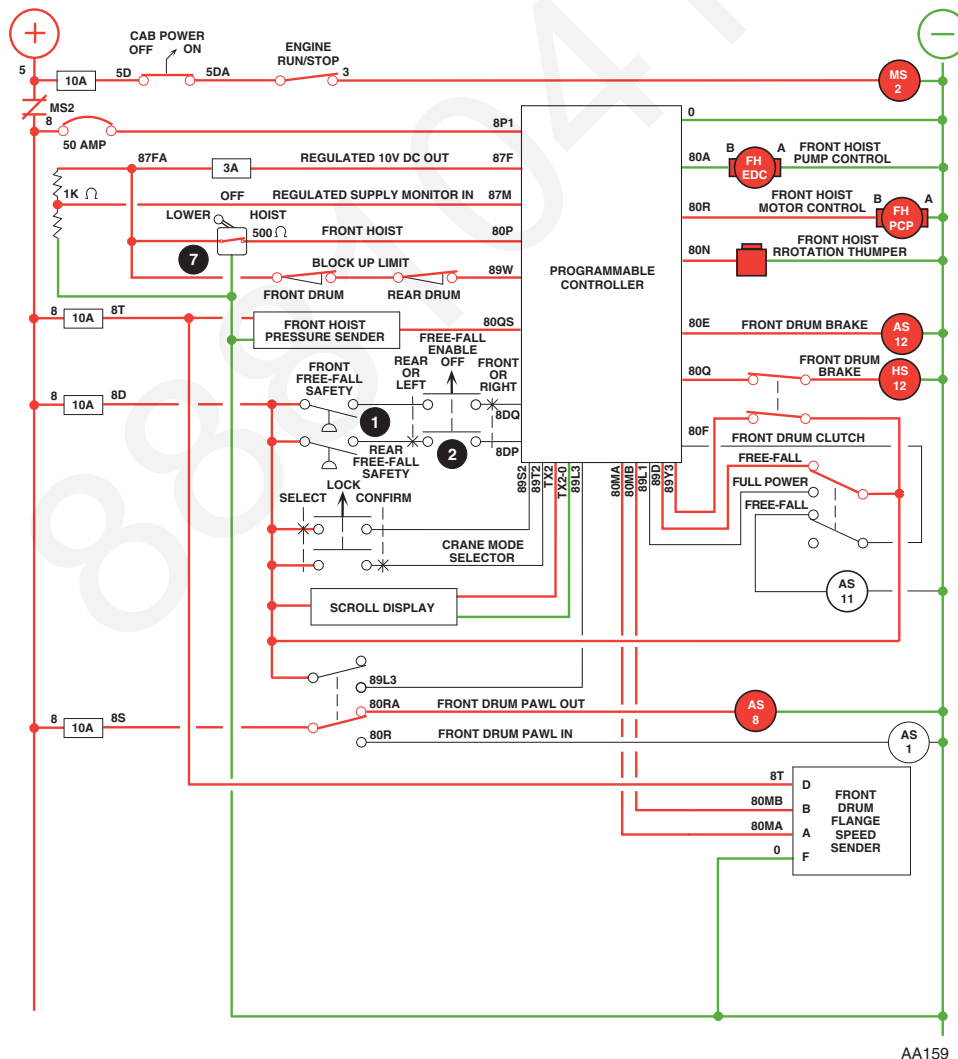 +
−
CAB POWER
OFF ON
ENGINE
RUN/STOP
5
10A
5D
5DA
3
MS
2
MS2
8
50 AMP
8P1
0
87FA
3A
REGULATED 10V DC OUT
87F
80A
B
FH
EDC
A
FRONT HOIST
PUMP CONTROL
1K Ω
OFF
REGULATED SUPPLY MONITOR IN
87M
LOWER
HOIST
500 Ω
FRONT HOIST
80P
80R
FRONT HOIST
MOTOR CONTROL
B
FH
PCP
A
7
BLOCK UP LIMIT
89W
FRONT DRUM
REAR DRUM
PROGRAMMABLE
CONTROLLER
80N
FRONT HOIST
RROTATION THUMPER
8
10A
8T
FRONT HOIST
PRESSURE SENDER
80QS
80E
FRONT DRUM BRAKE
AS
12
FREE-FALL
ENABLE
OFF
REAR
OR
LEFT
FRONT
OR
RIGHT
FRONT
FREE-FALL
SAFETY
80Q
FRONT DRUM
BRAKE
HS
12
8
10A
8D
1
8DQ
REAR
FREE-FALL
SAFETY
2
8DP
80F
FRONT DRUM CLUTCH
89S2
89T2
TX2
TX2-0
89L3
80MA
80MB
89L1
89D
89Y3
FREE-FALL
FULL POWER
FREE-FALL
LOCK
SELECT
CONFIRM
CRANE MODE
SELECTOR
AS
11
SCROLL DISPLAY
89L3
8
10A
8S
80RA
FRONT DRUM PAWL OUT
AS
8
80R
FRONT DRUM PAWL IN
AS
1
8T
D
80MB
B
80MA
A
0
F
FRONT
DRUM
FLANGE
SPEED
SENDER
AA159